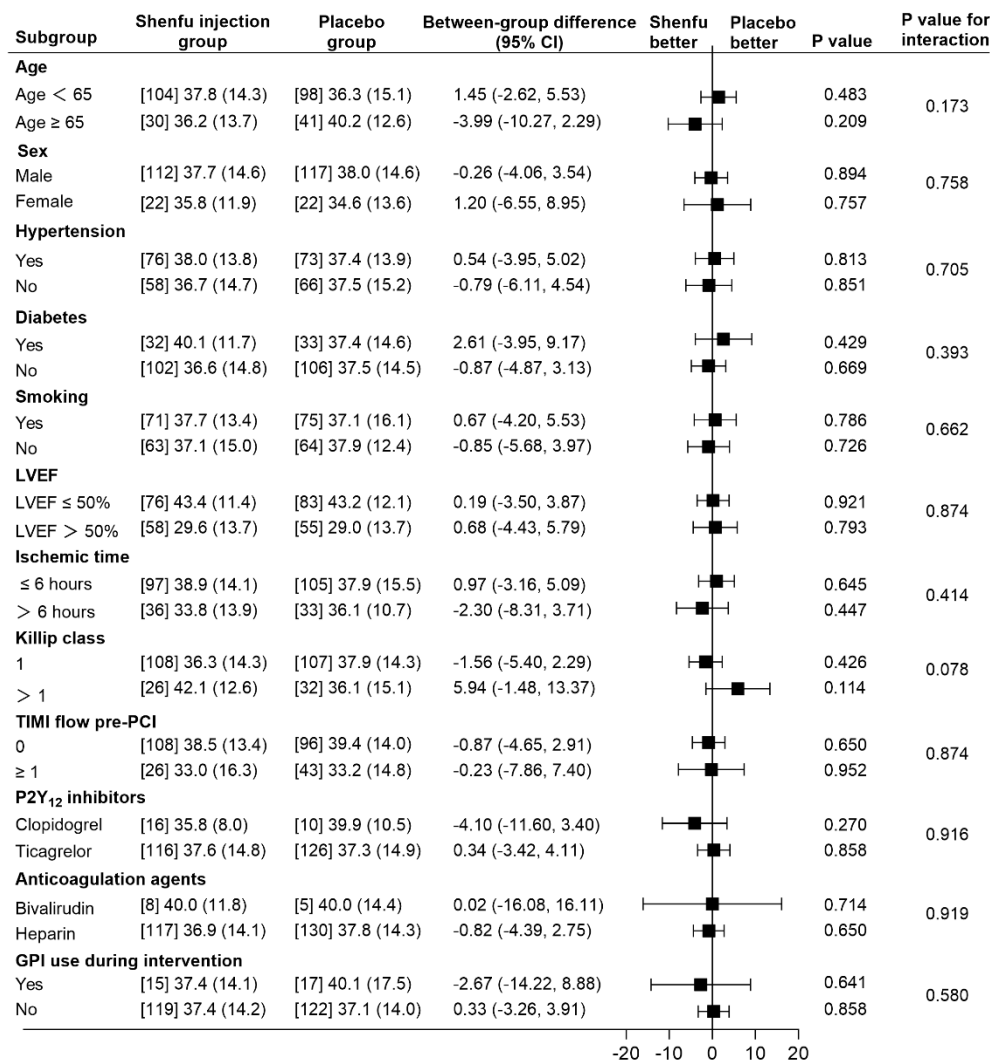 Subgroup Shenfu injection group Placebo group Between-group difference (95% CI) Shenfu better Placebo better P value P value for interaction
Age
Age < 65 [104] 37.8 (14.3) [98] 36.3 (15.1) 1.45 (-2.62, 5.53) 0.483
0.173
Age ≥ 65 [30] 36.2 (13.7) [41] 40.2 (12.6) -3.99 (-10.27, 2.29) 0.209
Sex
Male [112] 37.7 (14.6) [117] 38.0 (14.6) -0.26 (-4.06, 3.54) 0.894
0.758
Female [22] 35.8 (11.9) [22] 34.6 (13.6) 1.20 (-6.55, 8.95) 0.757
Hypertension
Yes [76] 38.0 (13.8) [73] 37.4 (13.9) 0.54 (-3.95, 5.02) 0.813
0.705
No [58] 36.7 (14.7) [66] 37.5 (15.2) -0.79 (-6.11, 4.54) 0.851
Diabetes
Yes [32] 40.1 (11.7) [33] 37.4 (14.6) 2.61 (-3.95, 9.17) 0.429
0.393
No [102] 36.6 (14.8) [106] 37.5 (14.5) -0.87 (-4.87, 3.13) 0.669
Smoking
Yes [71] 37.7 (13.4) [75] 37.1 (16.1) 0.67 (-4.20, 5.53) 0.786
0.662
No [63] 37.1 (15.0) [64] 37.9 (12.4) -0.85 (-5.68, 3.97) 0.726
LVEF
LVEF ≤ 50% [76] 43.4 (11.4) [83] 43.2 (12.1) 0.19 (-3.50, 3.87) 0.921
0.874
LVEF > 50% [58] 29.6 (13.7) [55] 29.0 (13.7) 0.68 (-4.43, 5.79) 0.793
Ischemic time
≤ 6 hours [97] 38.9 (14.1) [105] 37.9 (15.5) 0.97 (-3.16, 5.09) 0.645
0.414
> 6 hours [36] 33.8 (13.9) [33] 36.1 (10.7) -2.30 (-8.31, 3.71) 0.447
Killip class
1 [108] 36.3 (14.3) [107] 37.9 (14.3) -1.56 (-5.40, 2.29) 0.426
0.078
> 1 [26] 42.1 (12.6) [32] 36.1 (15.1) 5.94 (-1.48, 13.37) 0.114
TIMI flow pre-PCI
0 [108] 38.5 (13.4) [96] 39.4 (14.0) -0.87 (-4.65, 2.91) 0.650
0.874
≥ 1 [26] 33.0 (16.3) [43] 33.2 (14.8) -0.23 (-7.86, 7.40) 0.952
P2Y12 inhibitors
Clopidogrel [16] 35.8 (8.0) [10] 39.9 (10.5) -4.10 (-11.60, 3.40) 0.270
0.916
Ticagrelor [116] 37.6 (14.8) [126] 37.3 (14.9) 0.34 (-3.42, 4.11) 0.858
Anticoagulation agents
Bivalirudin [8] 40.0 (11.8) [5] 40.0 (14.4) 0.02 (-16.08, 16.11) 0.714
0.919
Heparin [117] 36.9 (14.1) [130] 37.8 (14.3) -0.82 (-4.39, 2.75) 0.650
GPI use during intervention
Yes [15] 37.4 (14.1) [17] 40.1 (17.5) -2.67 (-14.22, 8.88) 0.641
0.580
No [119] 37.4 (14.2) [122] 37.1 (14.0) 0.33 (-3.26, 3.91) 0.858
-20 -10 0 10 20